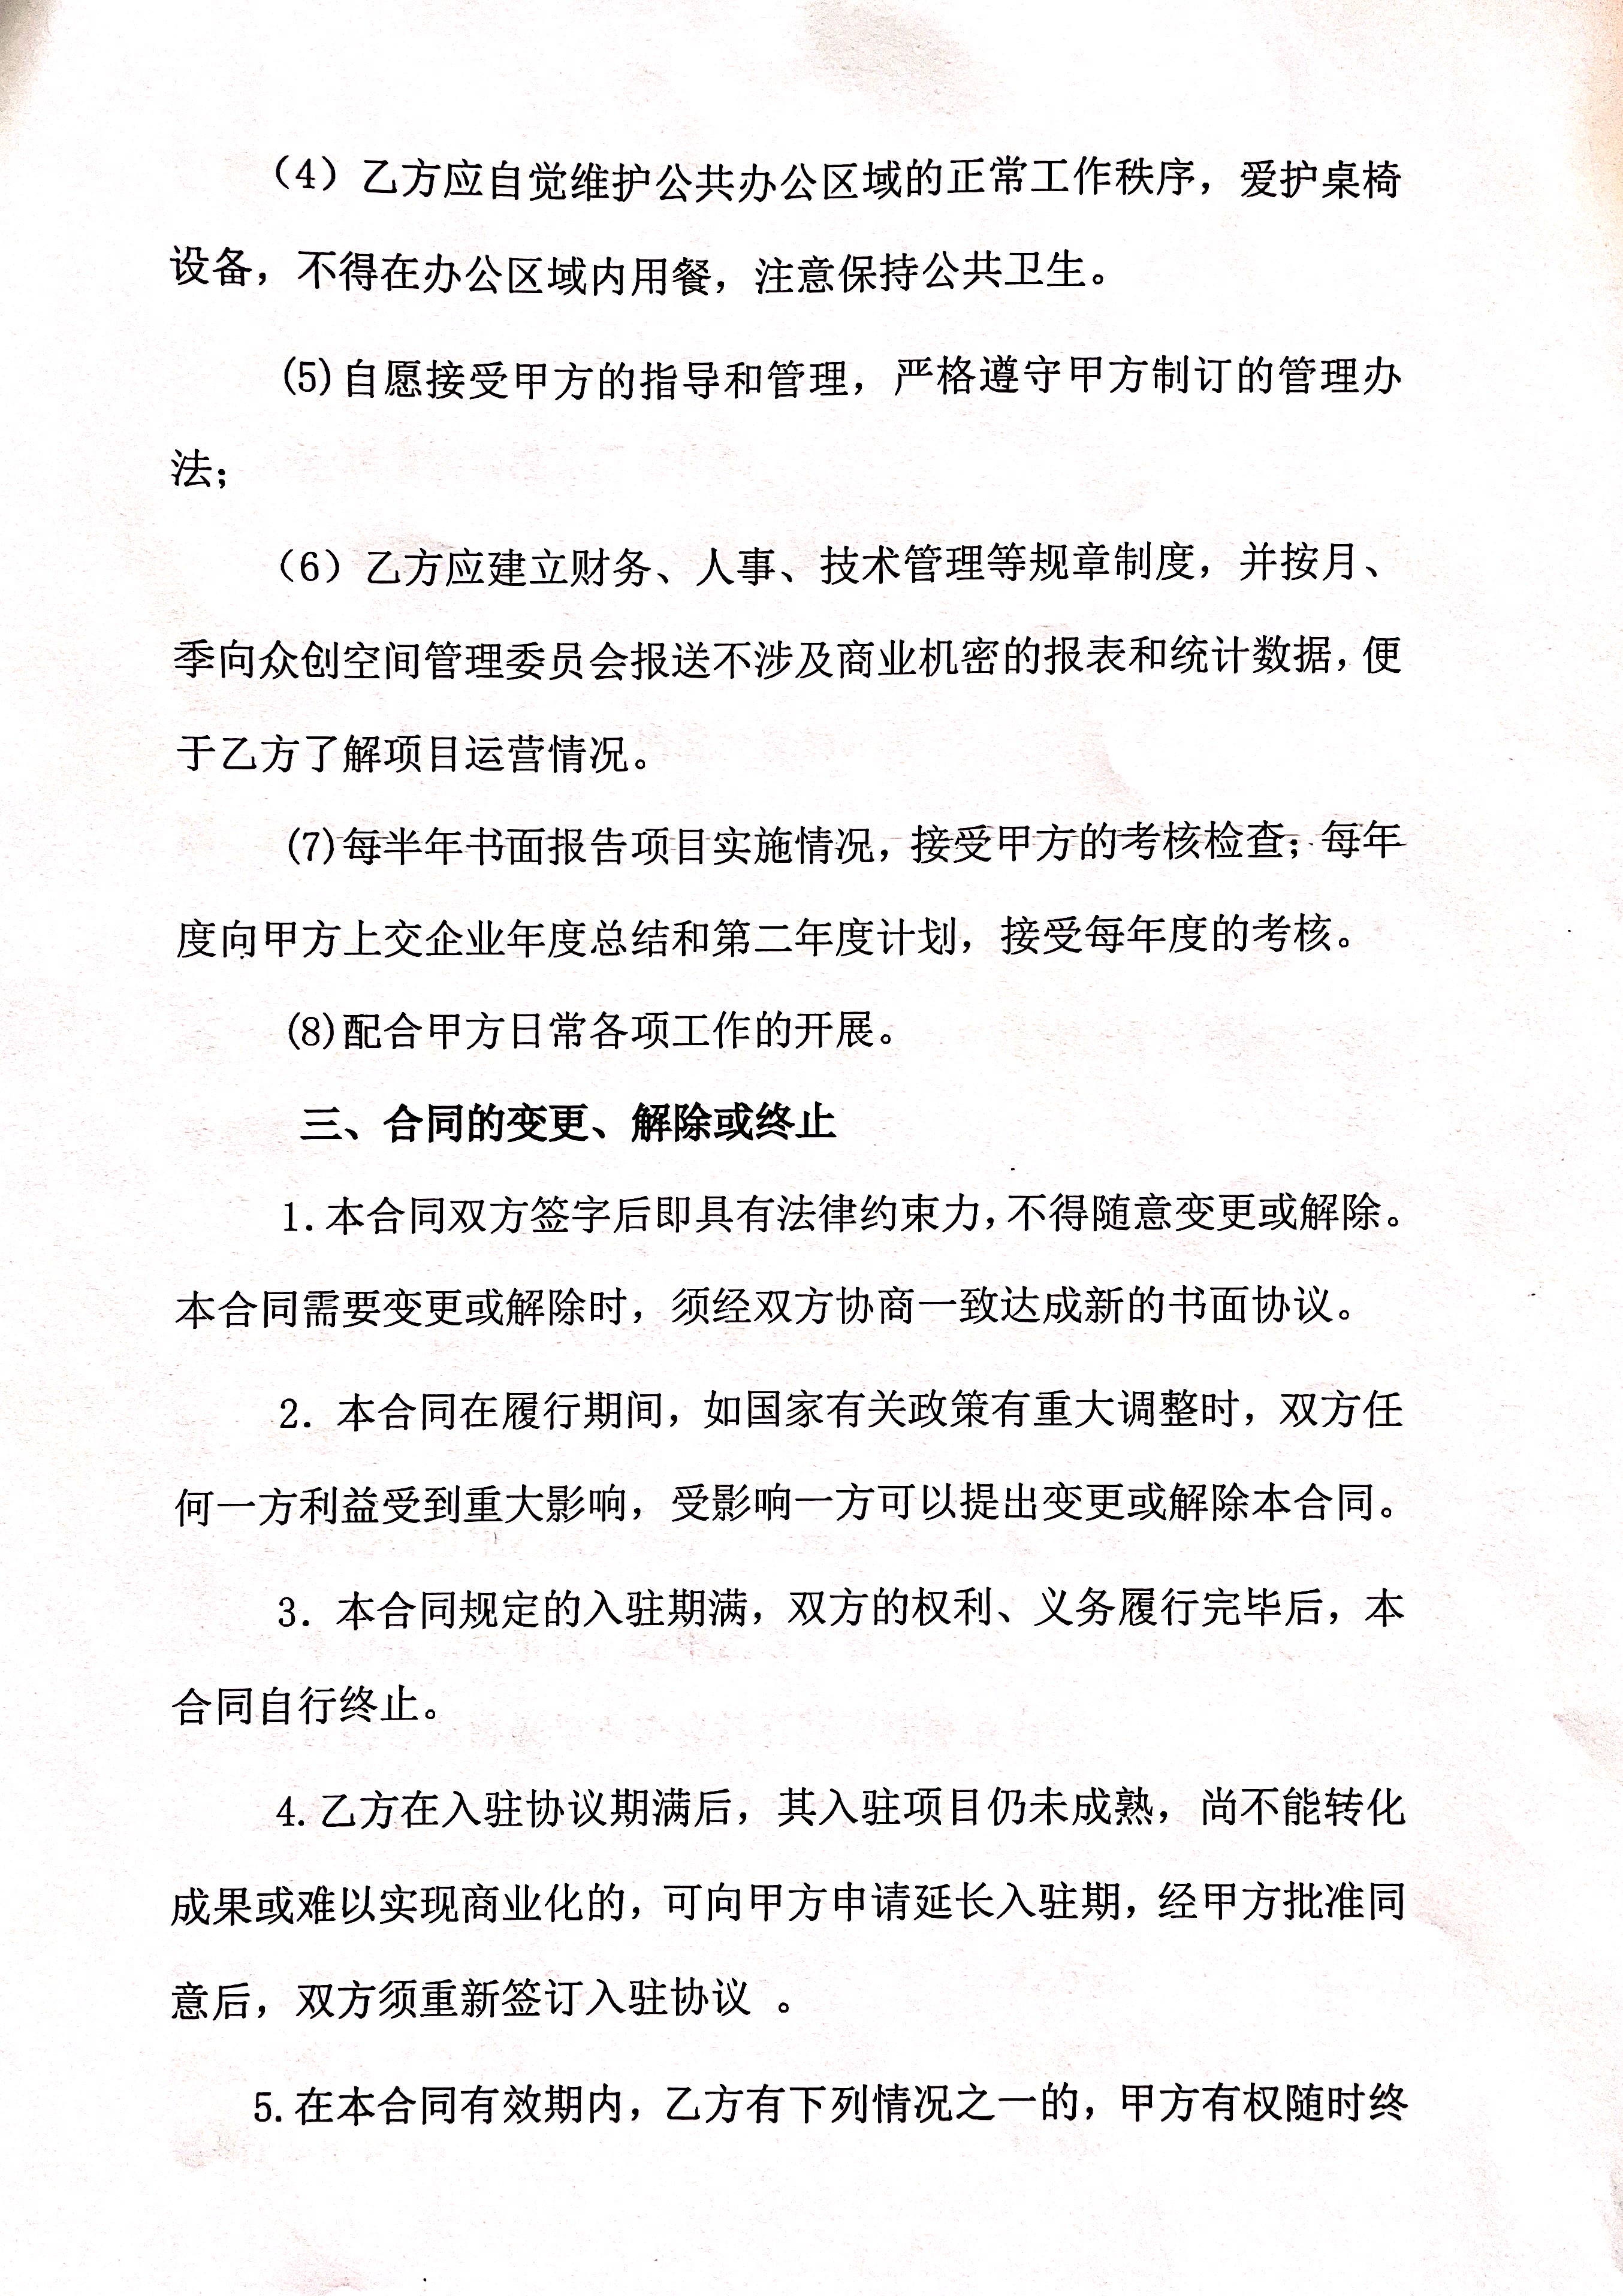 （4）乙方应自觉维护公共办公区域的正常工作秩序，爱护桌椅
设备，不得在办公区域内用餐，注意保持公共卫生。
(5)自愿接受甲方的指导和管理，严格遵守甲方制订的管理办
法；
（6）乙方应建立财务、人事、技术管理等规章制度，并按月、
季向众创空间管理委员会报送不涉及商业机密的报表和统计数据，便
于乙方了解项目运营情况。
(7)每半年书面报告项目实施情况，接受甲方的考核检查；每年
度向甲方上交企业年度总结和第二年度计划，接受每年度的考核。
(8)配合甲方日常各项工作的开展。
三、合同的变更、解除或终止
1.本合同双方签字后即具有法律约束力，不得随意变更或解除。
本合同需要变更或解除时，须经双方协商一致达成新的书面协议。
2. 本合同在履行期间，如国家有关政策有重大调整时，双方任
何一方利益受到重大影响，受影响一方可以提出变更或解除本合同。
3. 本合同规定的入驻期满，双方的权利、义务履行完毕后，本
合同自行终止。
4.乙方在入驻协议期满后，其入驻项目仍未成熟，尚不能转化
成果或难以实现商业化的，可向甲方申请延长入驻期，经甲方批准同
意后，双方须重新签订入驻协议 。
5.在本合同有效期内，乙方有下列情况之一的，甲方有权随时终